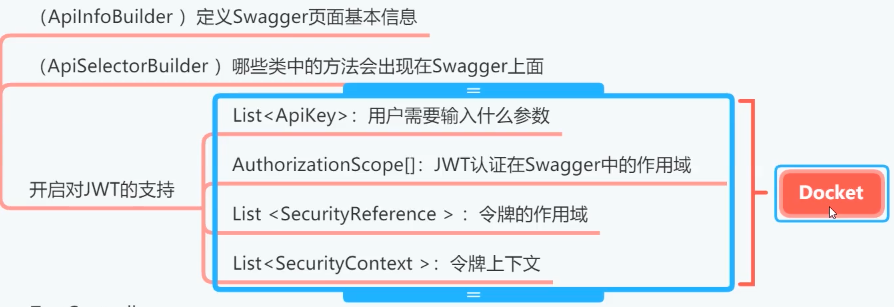 （ApiInfoBuilder ）定义Swagger页面基本信息
（ApiSelectorBuilder ）哪些类中的方法会出现在Swagger上面
List<ApiKey>：用户需要输入什么参数
AuthorizationScope[]：JWT认证在Swagger中的作用域
开启对JWT的支持
Docket
List <SecurityReference > ：令牌的作用域
List<SecurityContext >：令牌上下文